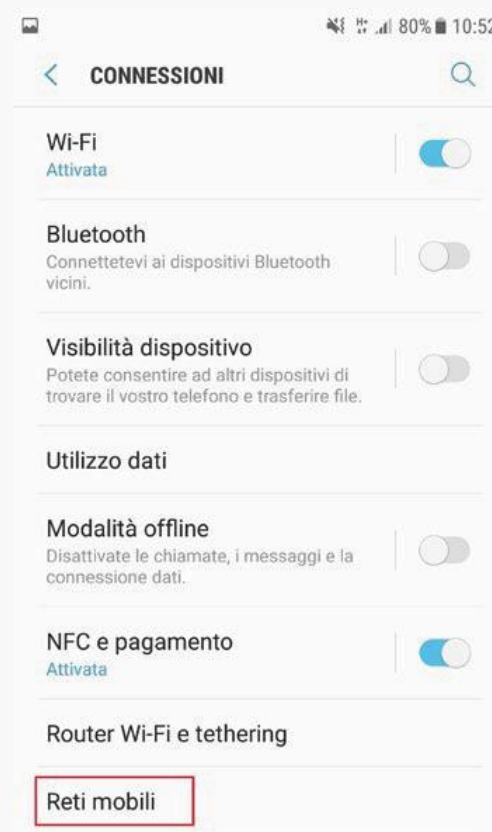 80% 10:52
CONNESSIONI
Wi-Fi
Attivata
Bluetooth
Connettetevi ai dispositivi Bluetooth
vicini.
Visibilità dispositivo
Potete consentire ad altri dispositivi di
trovare il vostro telefono e trasferire file.
Utilizzo dati
Modalità offline
Disattivate le chiamate, i messaggi e la
connessione dati.
NFC e pagamento
Attivata
Router Wi-Fi e tethering
Reti mobili